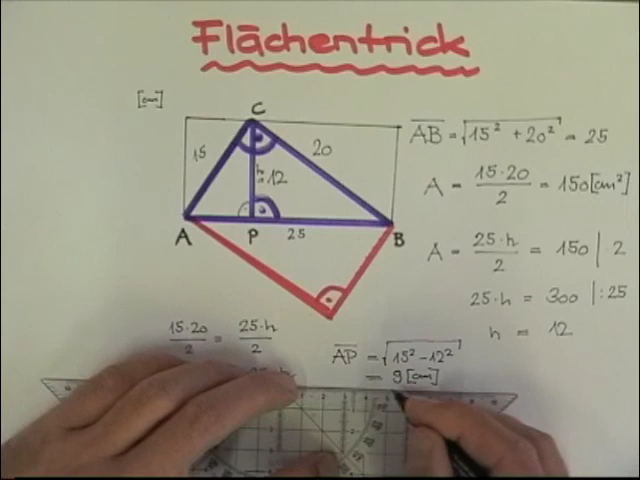 Flächentrick
[cm]
C
15
20
h = 12
A
P
25
B
AB = √15² + 20² = 25
A = 15·20 / 2 = 150 [cm²]
A = 25·h / 2 = 150 | 2
25·h = 300 | :25
h = 12
15·20 / 2 = 25·h / 2
AP = √15² - 12²
= 9 [cm]